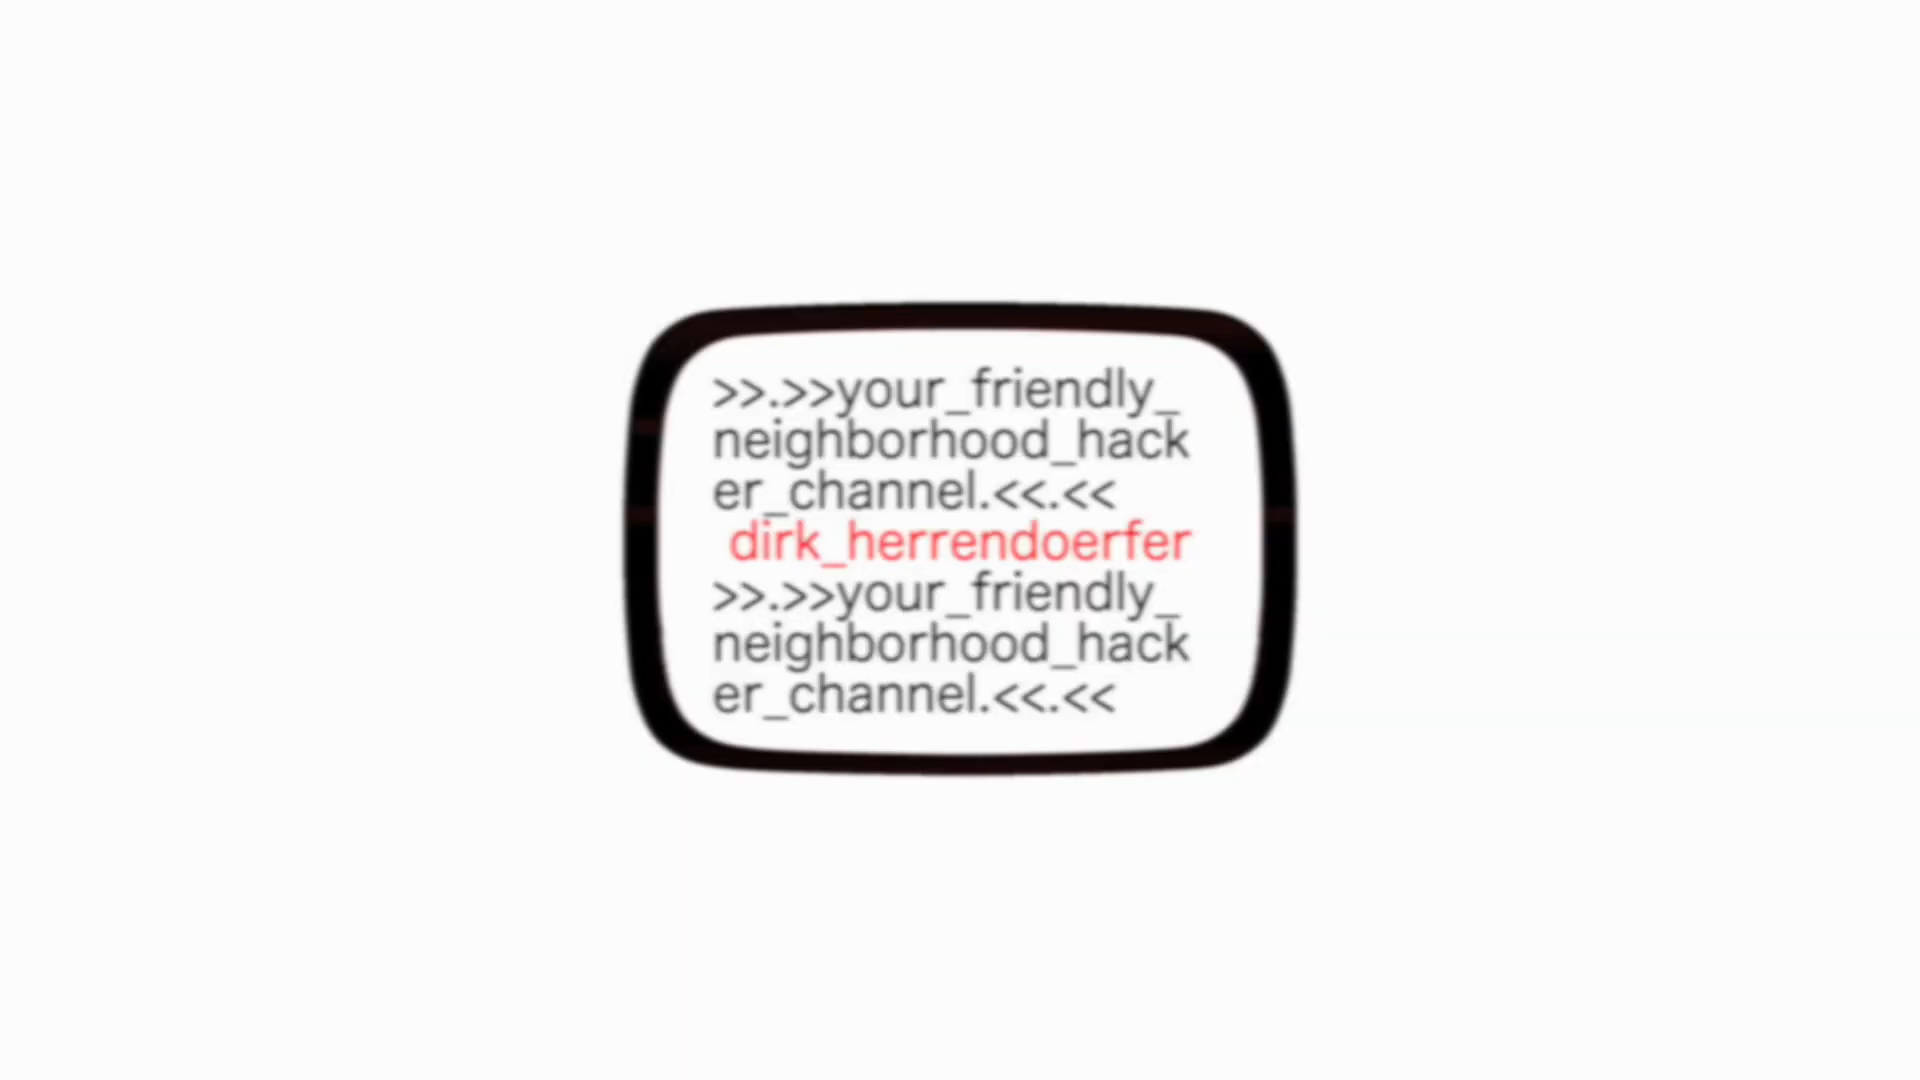 >>.>>your_friendly_
neighborhood_hack
er_channel.<<.<<
dirk_herrendoerfer
>>.>>your_friendly_
neighborhood_hack
er_channel.<<.<<